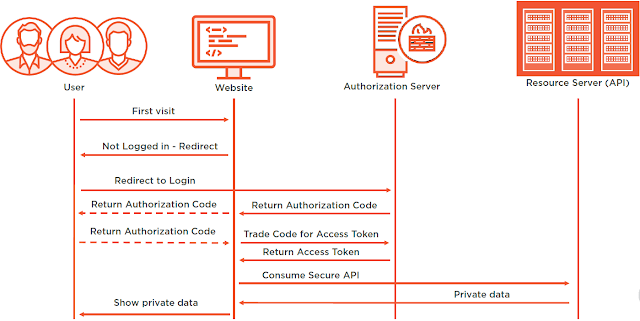 User
Website
Authorization Server
Resource Server (API)
First visit
Not Logged in - Redirect
Redirect to Login
Return Authorization Code
Return Authorization Code
Return Authorization Code
Trade Code for Access Token
Return Access Token
Consume Secure API
Private data
Show private data